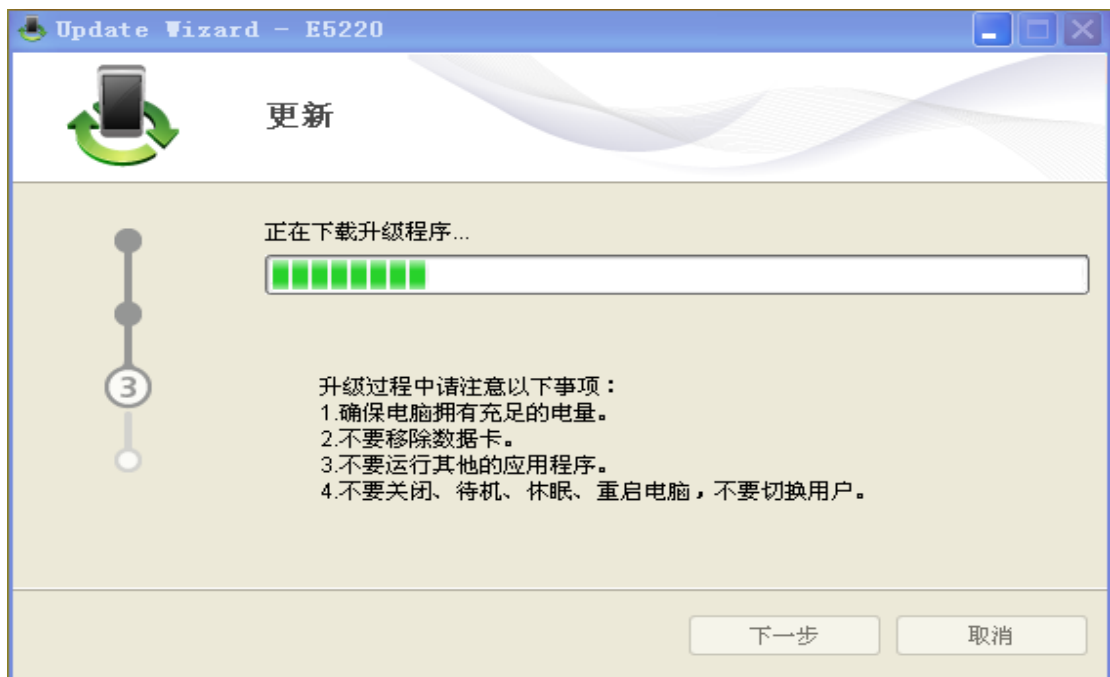 Update Wizard - E5220
更新
正在下载升级程序...
3
升级过程中请注意以下事项：
1.确保电脑拥有充足的电量。
2.不要移除数据卡。
3.不要运行其他的应用程序。
4.不要关闭、待机、休眠、重启电脑，不要切换用户。
下一步
取消